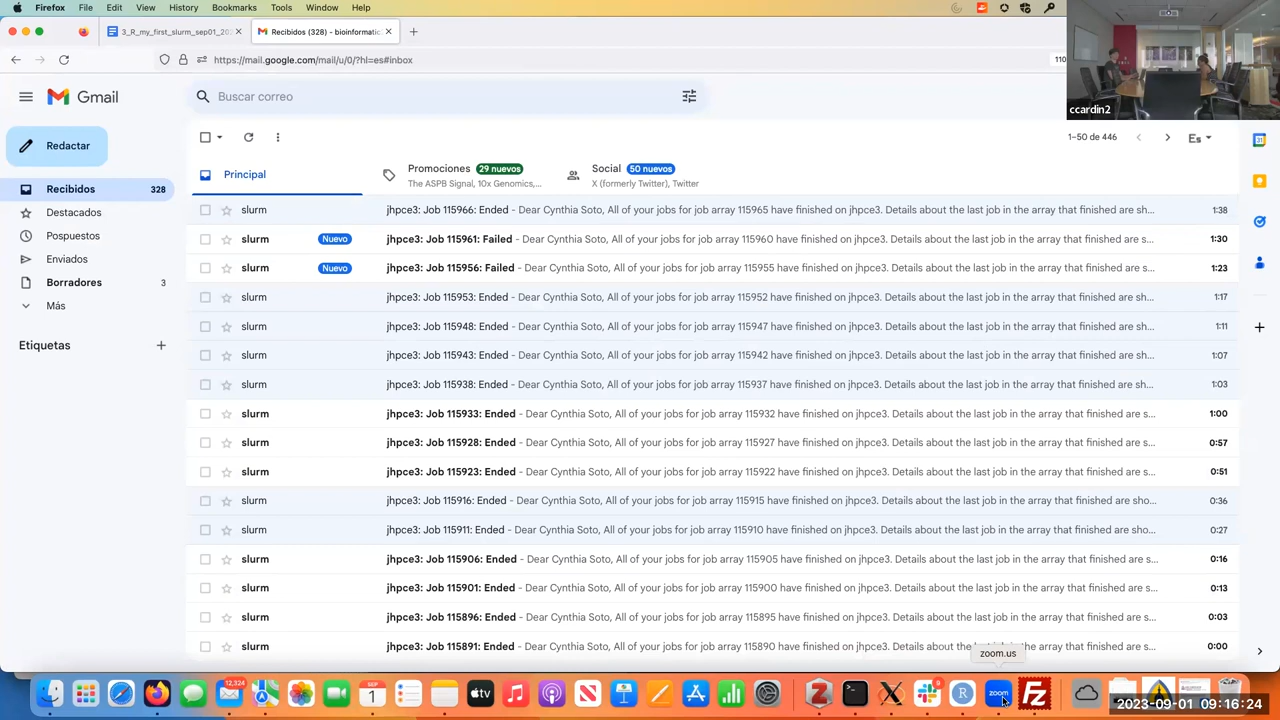 Firefox File Edit View History Bookmarks Tools Window Help
3_R_my_first_slurm_sep01_202
Recibidos (328) - bioinformatic
https://mail.google.com/mail/u/0/?hl=es#inbox
110
ccardin2
Gmail
Buscar correo
1–50 de 446
Es
Redactar
Recibidos 328
Destacados
Pospuestos
Enviados
Borradores 3
Más
Etiquetas
Principal
Promociones 29 nuevos
The ASPB Signal, 10x Genomics,...
Social 50 nuevos
X (formerly Twitter), Twitter
slurm jhpce3: Job 115966: Ended - Dear Cynthia Soto, All of your jobs for job array 115965 have finished on jhpce3. Details about the last job in the array that finished are sh... 1:38
slurm Nuevo jhpce3: Job 115961: Failed - Dear Cynthia Soto, All of your jobs for job array 115960 have finished on jhpce3. Details about the last job in the array that finished are s... 1:30
slurm Nuevo jhpce3: Job 115956: Failed - Dear Cynthia Soto, All of your jobs for job array 115955 have finished on jhpce3. Details about the last job in the array that finished are s... 1:23
slurm jhpce3: Job 115953: Ended - Dear Cynthia Soto, All of your jobs for job array 115952 have finished on jhpce3. Details about the last job in the array that finished are sh... 1:17
slurm jhpce3: Job 115948: Ended - Dear Cynthia Soto, All of your jobs for job array 115947 have finished on jhpce3. Details about the last job in the array that finished are sh... 1:11
slurm jhpce3: Job 115943: Ended - Dear Cynthia Soto, All of your jobs for job array 115942 have finished on jhpce3. Details about the last job in the array that finished are sh... 1:07
slurm jhpce3: Job 115938: Ended - Dear Cynthia Soto, All of your jobs for job array 115937 have finished on jhpce3. Details about the last job in the array that finished are sh... 1:03
slurm jhpce3: Job 115933: Ended - Dear Cynthia Soto, All of your jobs for job array 115932 have finished on jhpce3. Details about the last job in the array that finished are s... 1:00
slurm jhpce3: Job 115928: Ended - Dear Cynthia Soto, All of your jobs for job array 115927 have finished on jhpce3. Details about the last job in the array that finished are s... 0:57
slurm jhpce3: Job 115923: Ended - Dear Cynthia Soto, All of your jobs for job array 115922 have finished on jhpce3. Details about the last job in the array that finished are s... 0:51
slurm jhpce3: Job 115916: Ended - Dear Cynthia Soto, All of your jobs for job array 115915 have finished on jhpce3. Details about the last job in the array that finished are sho... 0:36
slurm jhpce3: Job 115911: Ended - Dear Cynthia Soto, All of your jobs for job array 115910 have finished on jhpce3. Details about the last job in the array that finished are sho... 0:27
slurm jhpce3: Job 115906: Ended - Dear Cynthia Soto, All of your jobs for job array 115905 have finished on jhpce3. Details about the last job in the array that finished are s... 0:16
slurm jhpce3: Job 115901: Ended - Dear Cynthia Soto, All of your jobs for job array 115900 have finished on jhpce3. Details about the last job in the array that finished are s... 0:13
slurm jhpce3: Job 115896: Ended - Dear Cynthia Soto, All of your jobs for job array 115895 have finished on jhpce3. Details about the last job in the array that finished are s... 0:03
slurm jhpce3: Job 115891: Ended - Dear Cynthia Soto, All of your jobs for job array 115890 have finished on jhpce3. Details about the last job in the array that finished are s... 0:00
zoom.us
12,324
SEP
1
tv
Z
X
R
zoom
Fz
2023-09-01 09:16:24